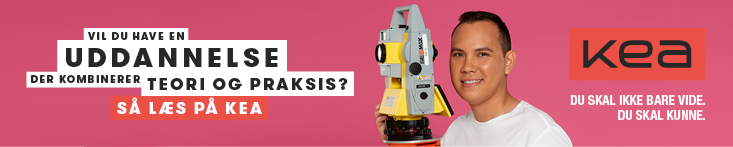 VIL DU HAVE EN
UDDANNELSE
DER KOMBINERER TEORI OG PRAKSIS?
SÅ LÆS PÅ KEA
kea
DU SKAL IKKE BARE VIDE.
DU SKAL KUNNE.